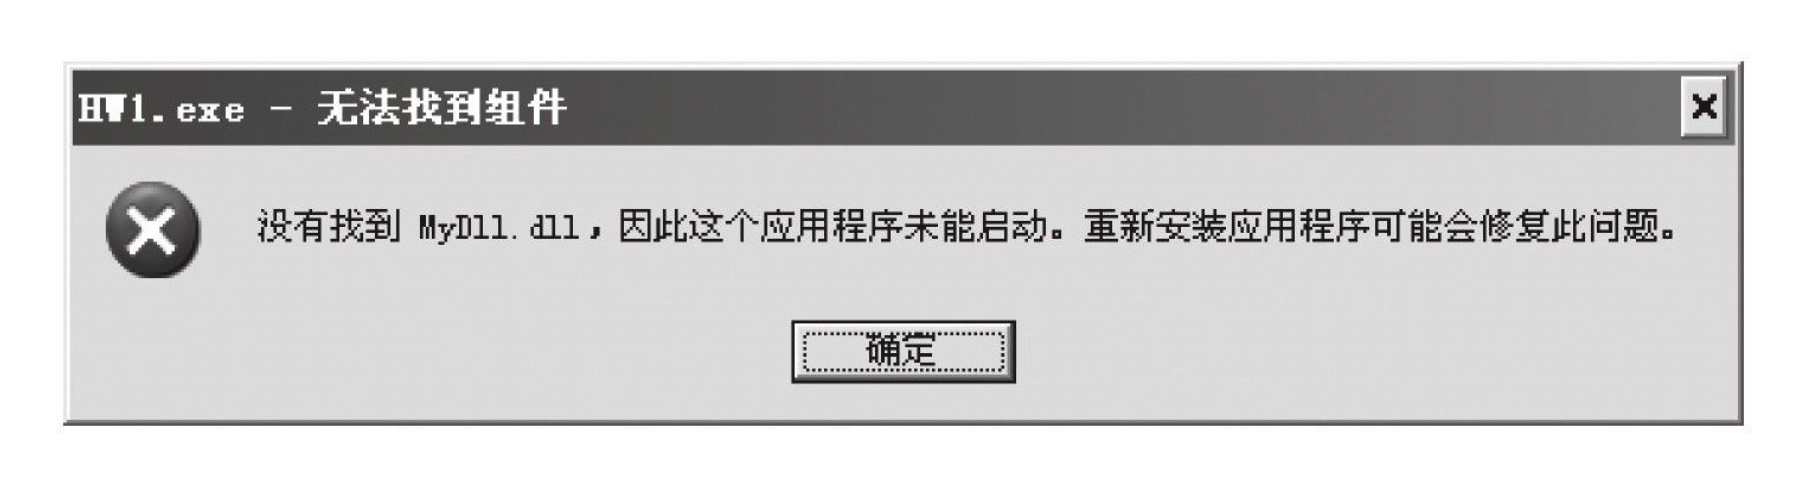 HW1.exe - 无法找到组件
没有找到 MyDll.dll，因此这个应用程序未能启动。重新安装应用程序可能会修复此问题。
确定